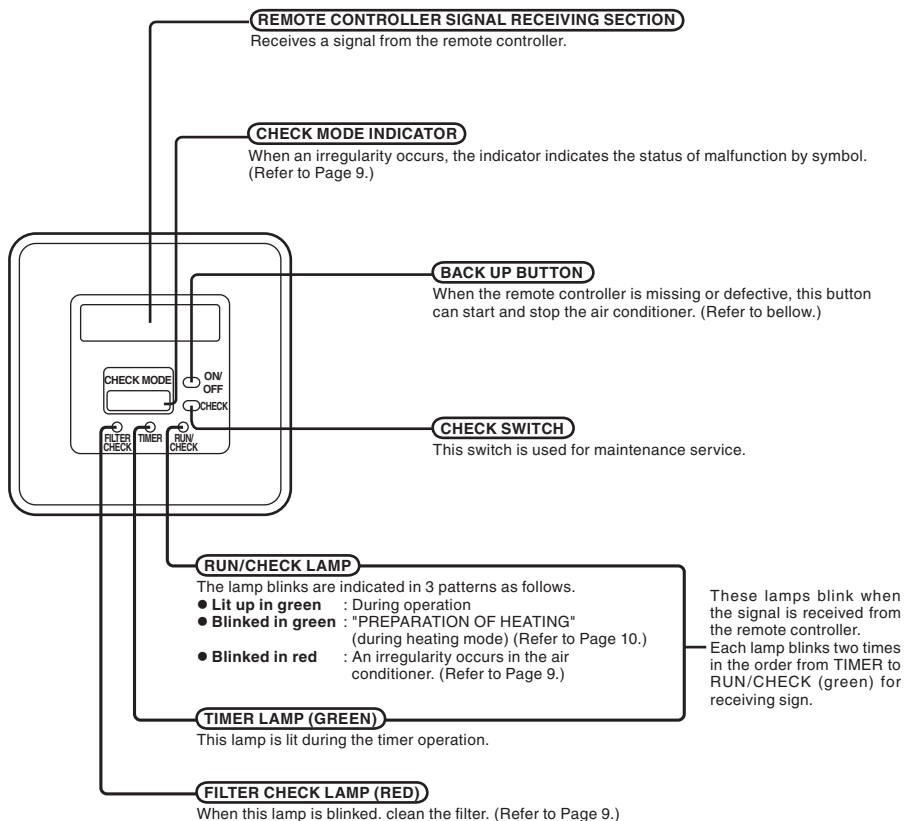 REMOTE CONTROLLER SIGNAL RECEIVING SECTION
Receives a signal from the remote controller.
CHECK MODE INDICATOR
When an irregularity occurs, the indicator indicates the status of malfunction by symbol.
(Refer to Page 9.)
BACK UP BUTTON
When the remote controller is missing or defective, this button
can start and stop the air conditioner. (Refer to bellow.)
CHECK MODE
ON/
OFF
CHECK
FILTER
CHECK
TIMER
RUN/
CHECK
CHECK SWITCH
This switch is used for maintenance service.
RUN/CHECK LAMP
The lamp blinks are indicated in 3 patterns as follows.
● Lit up in green : During operation
● Blinked in green : "PREPARATION OF HEATING"
(during heating mode) (Refer to Page 10.)
● Blinked in red : An irregularity occurs in the air
conditioner. (Refer to Page 9.)
These lamps blink when
the signal is received from
the remote controller.
Each lamp blinks two times
in the order from TIMER to
RUN/CHECK (green) for
receiving sign.
TIMER LAMP (GREEN)
This lamp is lit during the timer operation.
FILTER CHECK LAMP (RED)
When this lamp is blinked. clean the filter. (Refer to Page 9.)